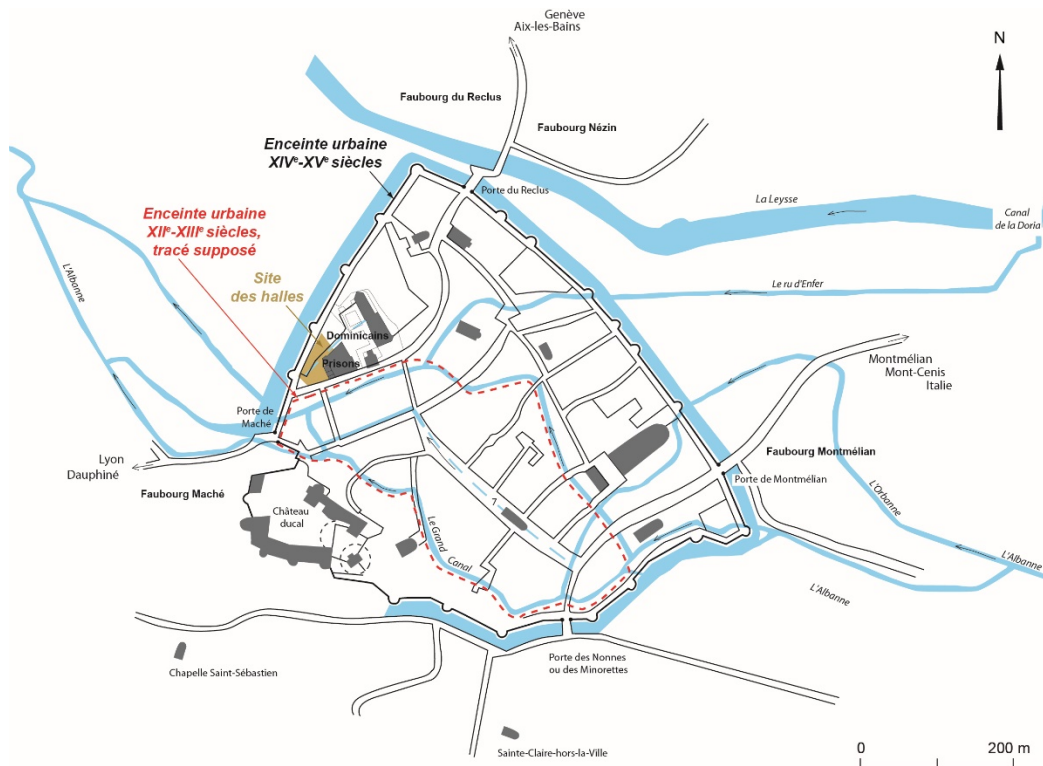 Genève
Aix-les-Bains
N
Faubourg du Reclus
Faubourg Nézin
Enceinte urbaine
XIVᵉ-XVᵉ siècles
Porte du Reclus
La Leysse
Canal
de la Doria
Enceinte urbaine
XIIᵉ-XIIIᵉ siècles,
tracé supposé
L'Albanne
Site
des halles
Le ru d'Enfer
Dominicains
Prisons
Montmélian
Mont-Cenis
Italie
Porte de
Maché
Lyon
Dauphiné
Faubourg Maché
Faubourg Montmélian
Porte de Montmélian
Château
ducal
?
Le Grand Canal
L'Orbanne
L'Albanne
L'Albanne
Porte des Nonnes
ou des Minorettes
Chapelle Saint-Sébastien
Sainte-Claire-hors-la-Ville
0 200 m